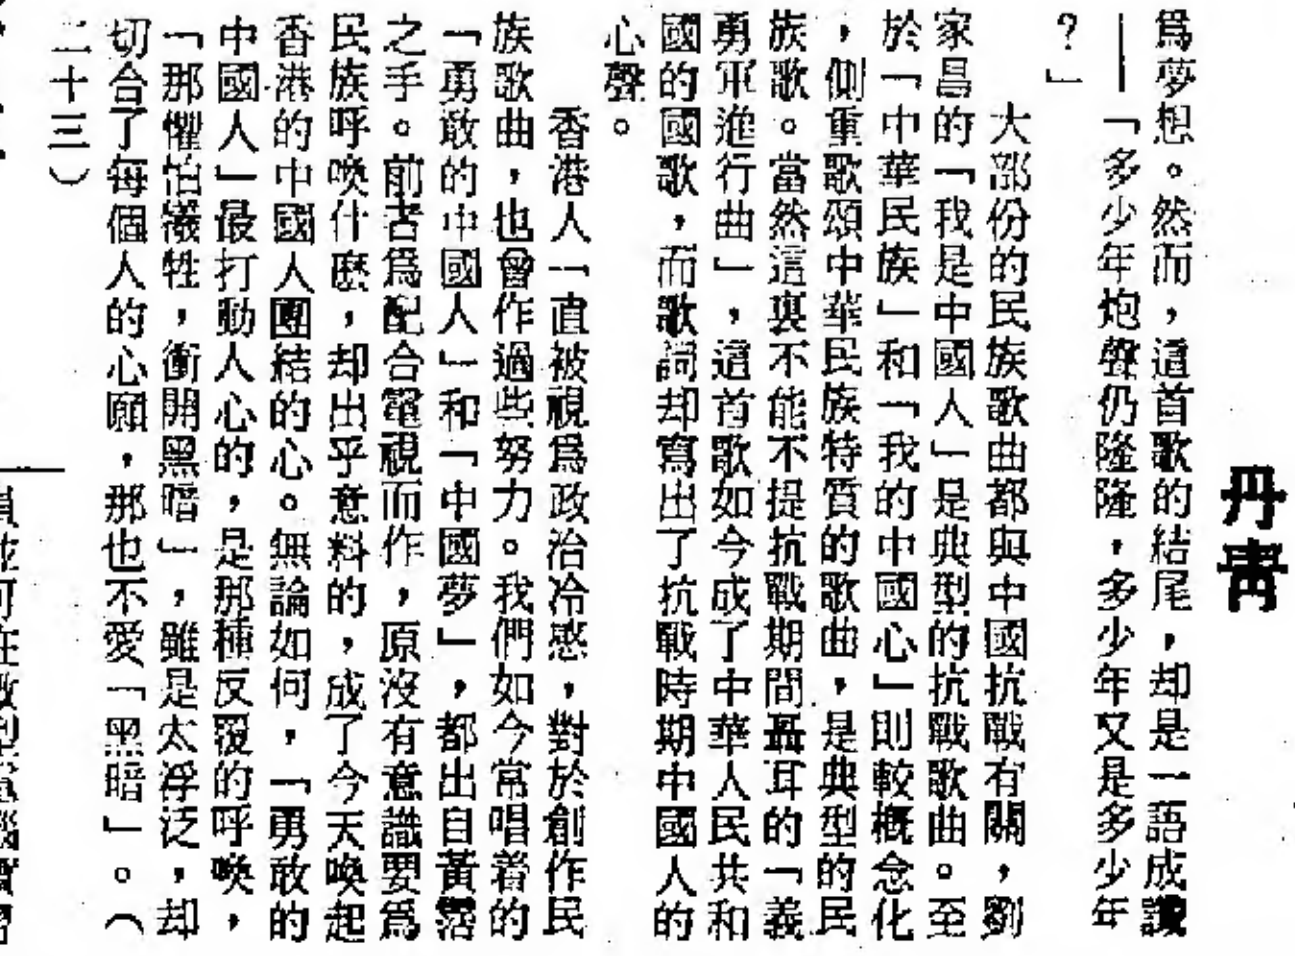 丹青
爲夢想。然而，這首歌的結尾，却是一語成讖
——「多少年炮聲仍隆隆，多少年又是多少年
？」
大部份的民族歌曲都與中國抗戰有關，劉
家昌的「我是中國人」是典型的抗戰歌曲。至
於「中華民族」和「我的中國心」則較概念化
，側重歌頌中華民族特質的歌曲，是典型的民
族歌。當然這裏不能不提抗戰期間聶耳的「義
勇軍進行曲」，這首歌如今成了中華人民共和
國的國歌，而歌詞却寫出了抗戰時期中國人的
心聲。
香港人一直被視爲政治冷感，對於創作民
族歌曲，也曾作過些努力。我們如今常唱着的
「勇敢的中國人」和「中國夢」，都出自黃霑
之手。前者爲配合電視而作，原沒有意識要爲
民族呼喚什麽，却出乎意料的，成了今天喚起
香港的中國人團結的心。無論如何，「勇敢的
中國人」最打動人心的，是那種反覆的呼喚，
「那懼怕犧牲，衝開黑暗」，雖是太浮泛，却
切合了每個人的心願，那也不愛「黑暗」。（
二十三）